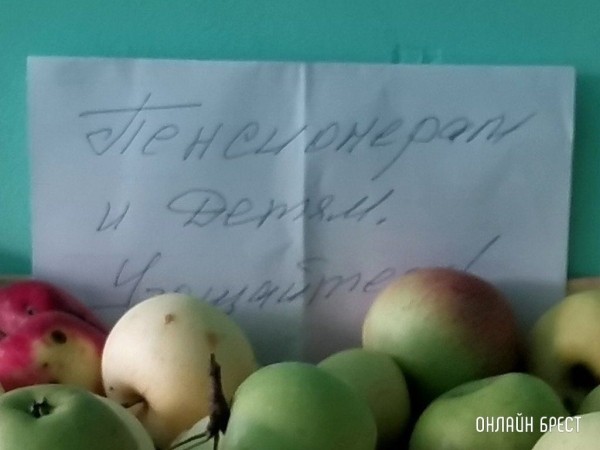 Пенсионерам
и Детям.
Угощайтесь!
ОНЛАЙН БРЕСТ